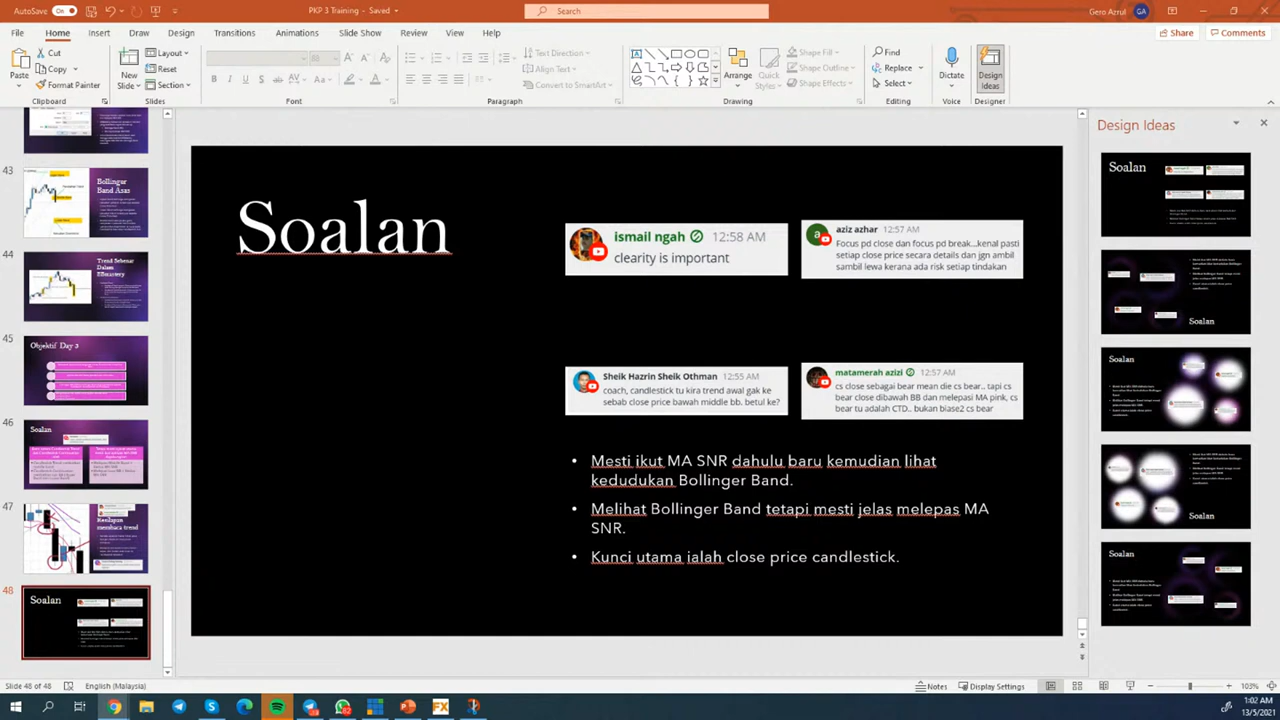 AutoSave On
PKP 3 Training - Saved
Search
Gero Azrul GA
File Home Insert Draw Design Transitions Animations Slide Show Review View Help
Share Comments
Paste
Cut
Copy
Format Painter
Clipboard
New
Slide
Layout
Reset
Section
Slides
Font
Text Direction
Align Text
Convert to SmartArt
Paragraph
Arrange
Quick
Styles
Shape Fill
Shape Outline
Shape Effects
Drawing
Find
Replace
Select
Editing
Dictate
Voice
Design
Ideas
Designer
43
Bollinger
Band Asas
44
Trend Sebenar
Dalam
BBmastery
45
Objektif Day 3
46
Soalan
Kesilapan
membaca trend
48
Soalan
Soalan
ismail ngah 12:58 AM
clearity is important
aziz azhar 12:57 AM
Focus pd close dan focus pd break...kenal pasti
setiap close price secara details dan jgn ambil
sambil lewa kerana ada risk setiap tindakan
Sheik Hazrin Sheik Othman 12:55 AM
coach, candlestick tu kira trend awal gak ke
sebab close price bawah middle bb. betul ke?
matamerah azizi 12:57 AM
cs close sebagai bear mean die cs bear.. tapi cs
bear close dibawah BB dan melepasi MA pink, cs
bear tu adalah CTD.. bukan biase2 cs bear
• Mesti ikut MA SNR dahulu baru kemudian lihat
kedudukan Bollinger Band.
• Melihat Bollinger Band tetapi mesti jelas melepas MA
SNR.
• Kunci utama ialah close price candlestick.
Design Ideas
Soalan
Soalan
Soalan
Soalan
Soalan
Slide 48 of 48 English (Malaysia)
Notes Display Settings 103%
FX
1:02 AM
13/5/2021